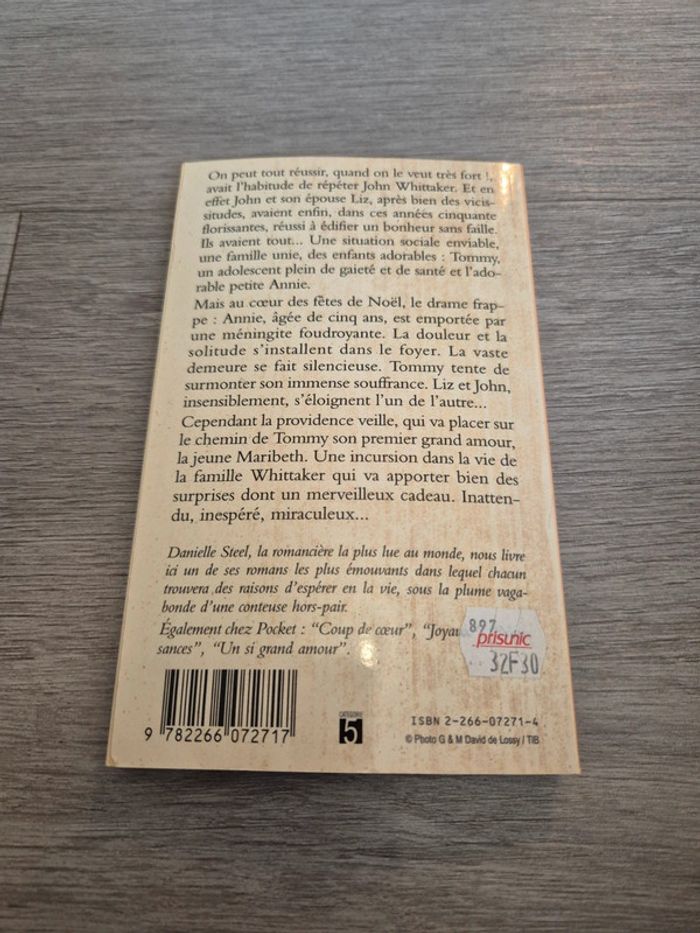 On peut tout réussir, quand on le veut très fort !,
avait l'habitude de répéter John Whittaker. Et en
effet John et son épouse Liz, après bien des vicis-
situdes, avaient enfin, dans ces années cinquante
florissantes, réussi à édifier un bonheur sans faille.
Ils avaient tout... Une situation sociale enviable,
une famille unie, des enfants adorables : Tommy,
un adolescent plein de gaieté et de santé et l'ado-
rable petite Annie.
Mais au cœur des fêtes de Noël, le drame frap-
pe : Annie, âgée de cinq ans, est emportée par
une méningite foudroyante. La douleur et la
solitude s'installent dans le foyer. La vaste
demeure se fait silencieuse. Tommy tente de
surmonter son immense souffrance. Liz et John,
insensiblement, s'éloignent l'un de l'autre...
Cependant la providence veille, qui va placer sur
le chemin de Tommy son premier grand amour,
la jeune Maribeth. Une incursion dans la vie de
la famille Whittaker qui va apporter bien des
surprises dont un merveilleux cadeau. Inatten-
du, inespéré, miraculeux...
Danielle Steel, la romancière la plus lue au monde, nous livre
ici un de ses romans les plus émouvants dans lequel chacun
trouvera des raisons d'espérer en la vie, sous la plume vaga-
bonde d'une conteuse hors-pair.
Également chez Pocket : "Coup de cœur", "Joyau
sances", "Un si grand amour".
897
prisunic
32F30
9 782266 072717
CATÉGORIE
5
ISBN 2-266-07271-4
© Photo G & M David de Lossy / TIB